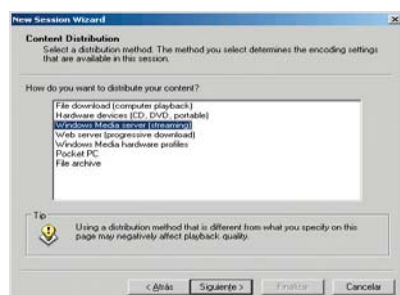 New Session Wizard
Content Distribution
Select a distribution method. The method you select determines the encoding settings
that are available in this session.
How do you want to distribute your content?
File download (computer playback)
Hardware devices (CD, DVD, portable)
Windows Media server (streaming)
Web server (progressive download)
Windows Media hardware profiles
Pocket PC
File archive
Tip
Using a distribution method that is different from what you specify on this
page may negatively affect playback quality.
< Atrás
Siguiente >
Finalizar
Cancelar